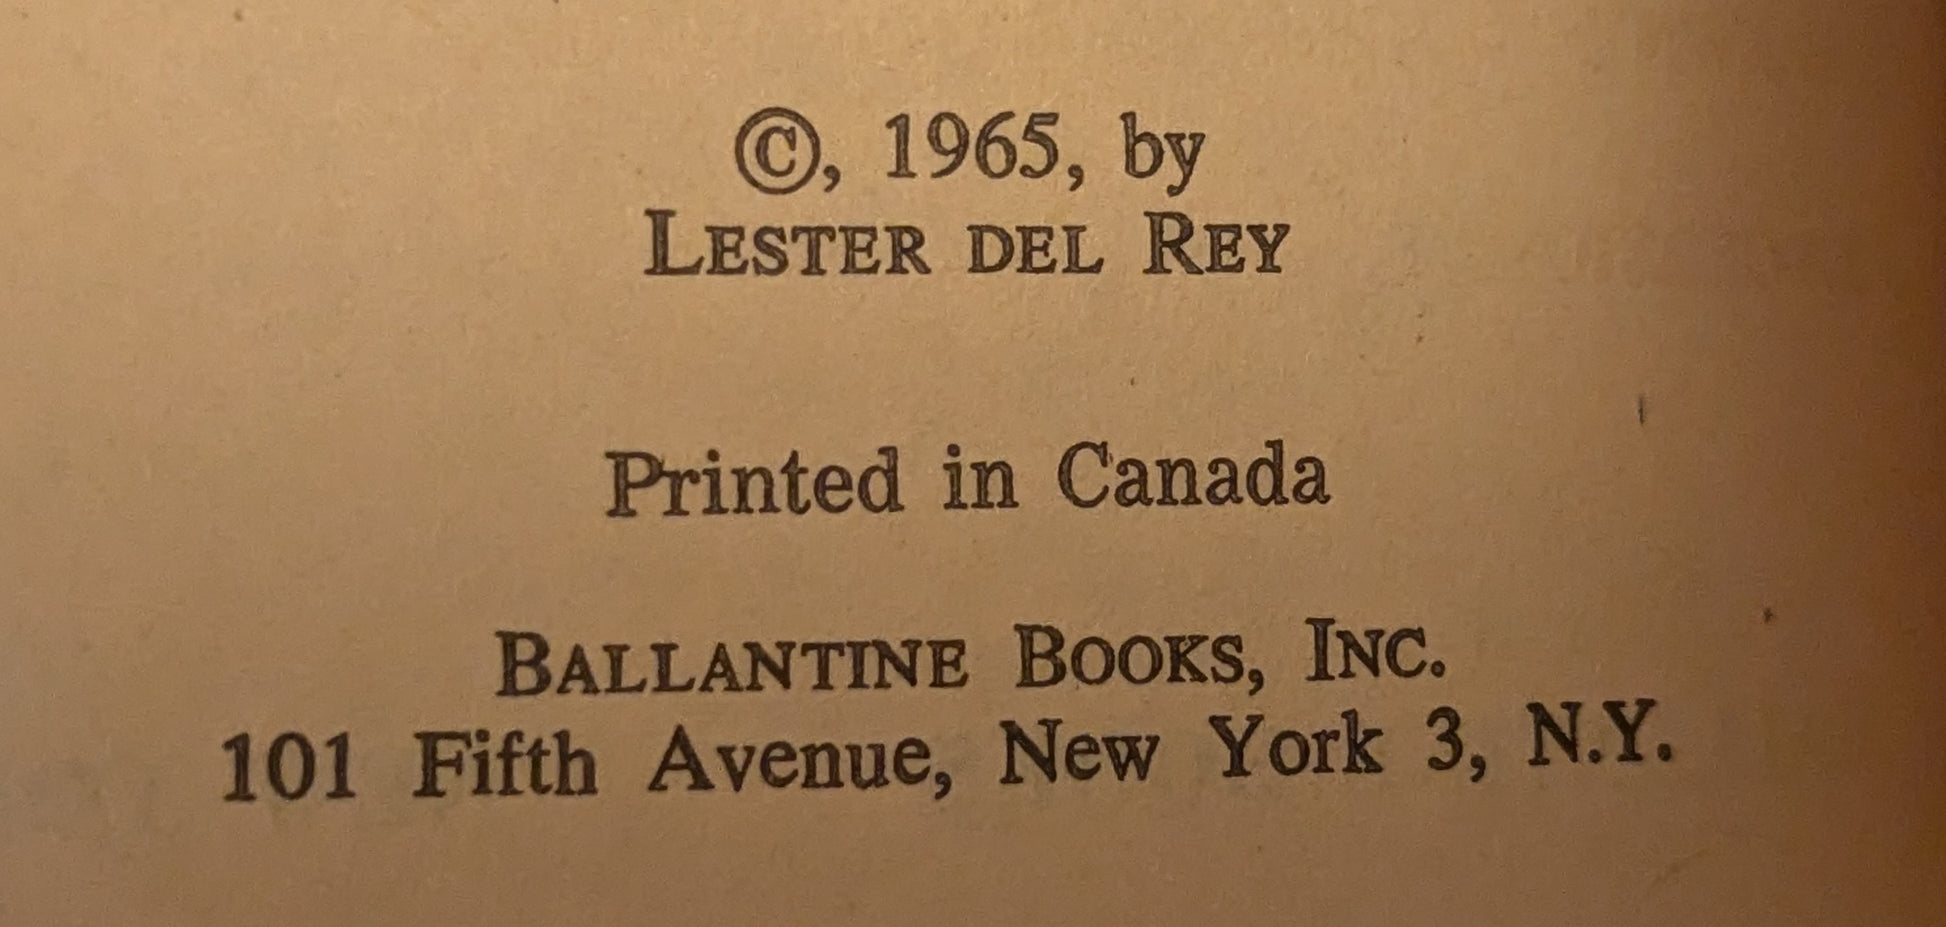 ©, 1965, by
LESTER DEL REY
Printed in Canada
BALLANTINE BOOKS, INC.
101 Fifth Avenue, New York 3, N.Y.